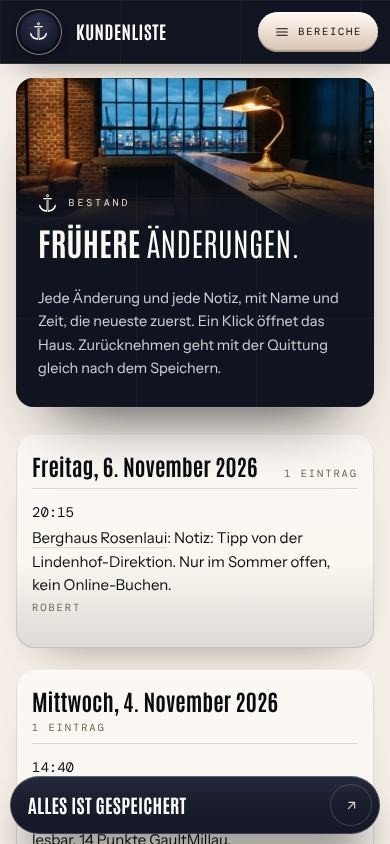 KUNDENLISTE
BEREICHE
BESTAND
FRÜHERE ÄNDERUNGEN.
Jede Änderung und jede Notiz, mit Name und
Zeit, die neueste zuerst. Ein Klick öffnet das
Haus. Zurücknehmen geht mit der Quittung
gleich nach dem Speichern.
Freitag, 6. November 2026
1 EINTRAG
20:15
Berghaus Rosenlaui: Notiz: Tipp von der
Lindenhof-Direktion. Nur im Sommer offen,
kein Online-Buchen.
ROBERT
Mittwoch, 4. November 2026
1 EINTRAG
14:40
ALLES IST GESPEICHERT
lesbar, 14 Punkte GaultMillau.